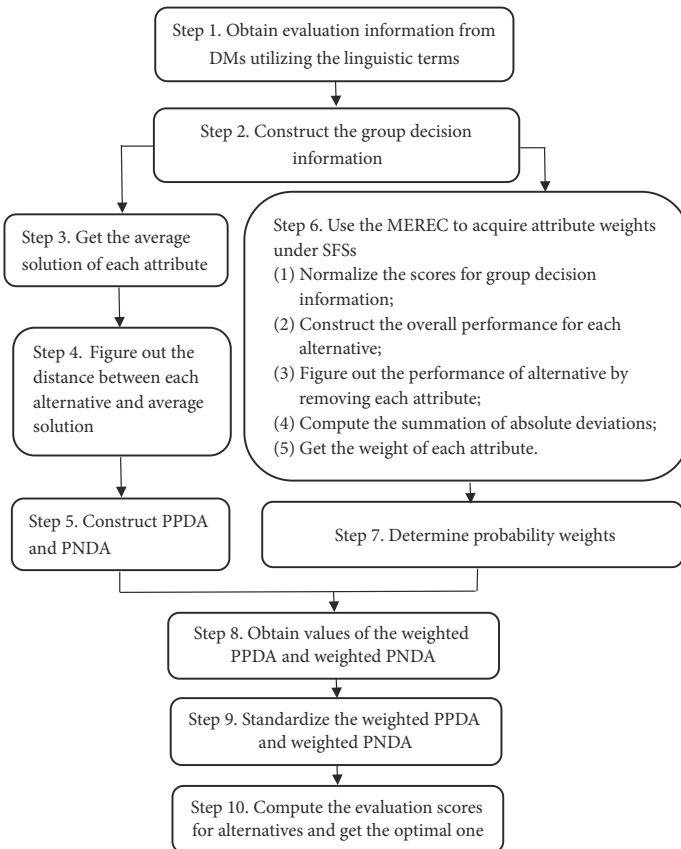 Step 1. Obtain evaluation information from
DMs utilizing the linguistic terms
Step 2. Construct the group decision
information
Step 3. Get the average
solution of each attribute
Step 4. Figure out the
distance between each
alternative and average
solution
Step 5. Construct PPDA
and PNDA
Step 6. Use the MEREC to acquire attribute weights
under SFSs
(1) Normalize the scores for group decision
information;
(2) Construct the overall performance for each
alternative;
(3) Figure out the performance of alternative by
removing each attribute;
(4) Compute the summation of absolute deviations;
(5) Get the weight of each attribute.
Step 7. Determine probability weights
Step 8. Obtain values of the weighted
PPDA and weighted PNDA
Step 9. Standardize the weighted PPDA
and weighted PNDA
Step 10. Compute the evaluation scores
for alternatives and get the optimal one